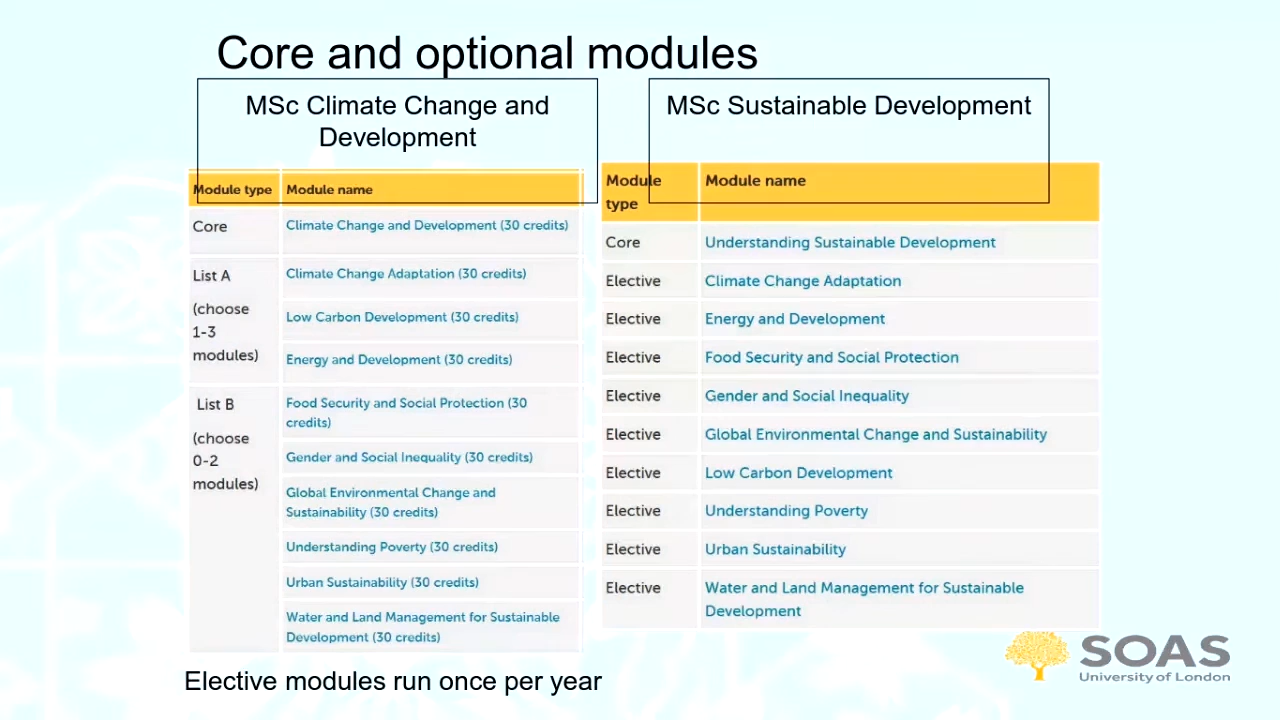 Core and optional modules
MSc Climate Change and
Development
Module type Module name
Core Climate Change and Development (30 credits)
List A
(choose
1-3
modules)
Climate Change Adaptation (30 credits)
Low Carbon Development (30 credits)
Energy and Development (30 credits)
List B
(choose
0-2
modules)
Food Security and Social Protection (30
credits)
Gender and Social Inequality (30 credits)
Global Environmental Change and
Sustainability (30 credits)
Understanding Poverty (30 credits)
Urban Sustainability (30 credits)
Water and Land Management for Sustainable
Development (30 credits)
MSc Sustainable Development
Module
type
Module name
Core Understanding Sustainable Development
Elective Climate Change Adaptation
Elective Energy and Development
Elective Food Security and Social Protection
Elective Gender and Social Inequality
Elective Global Environmental Change and Sustainability
Elective Low Carbon Development
Elective Understanding Poverty
Elective Urban Sustainability
Elective Water and Land Management for Sustainable
Development
Elective modules run once per year
SOAS
University of London